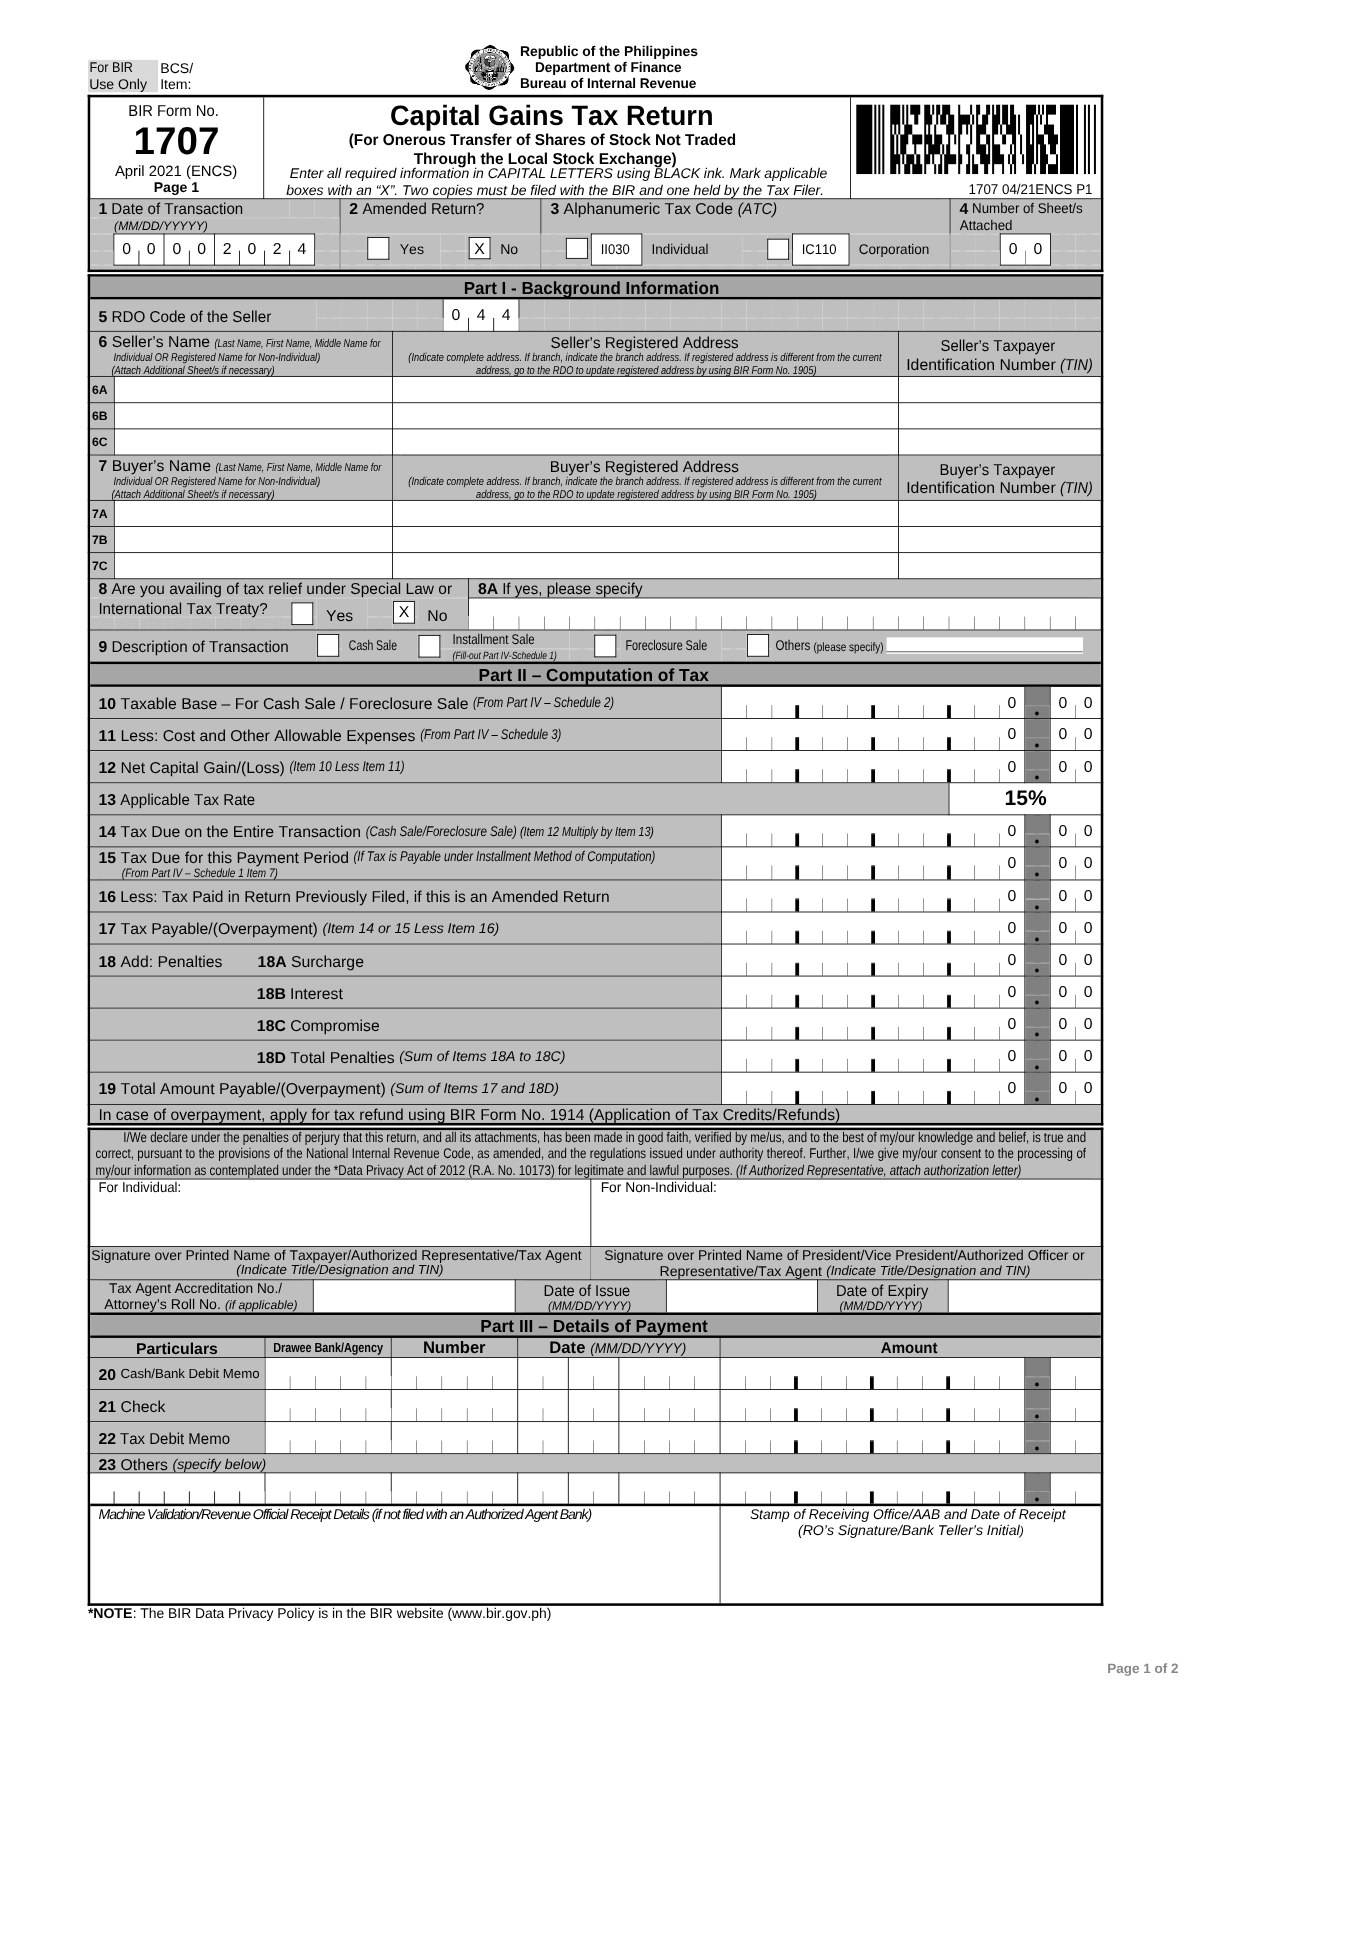 For BIR
Use Only
BCS/
Item:
Republic of the Philippines
Department of Finance
Bureau of Internal Revenue
BIR Form No.
1707
April 2021 (ENCS)
Page 1
Capital Gains Tax Return
(For Onerous Transfer of Shares of Stock Not Traded
Through the Local Stock Exchange)
Enter all required information in CAPITAL LETTERS using BLACK ink. Mark applicable
boxes with an “X”. Two copies must be filed with the BIR and one held by the Tax Filer.
1707 04/21ENCS P1
1 Date of Transaction
(MM/DD/YYYYY)
0 0 0 0 2 0 2 4
2 Amended Return?
Yes X No
3 Alphanumeric Tax Code (ATC)
II030 Individual IC110 Corporation
4 Number of Sheet/s
Attached
0 0
Part I - Background Information
5 RDO Code of the Seller 0 4 4
6 Seller’s Name (Last Name, First Name, Middle Name for
Individual OR Registered Name for Non-Individual)
(Attach Additional Sheet/s if necessary)
Seller’s Registered Address
(Indicate complete address. If branch, indicate the branch address. If registered address is different from the current
address, go to the RDO to update registered address by using BIR Form No. 1905)
Seller’s Taxpayer
Identification Number (TIN)
6A
6B
6C
7 Buyer’s Name (Last Name, First Name, Middle Name for
Individual OR Registered Name for Non-Individual)
(Attach Additional Sheet/s if necessary)
Buyer’s Registered Address
(Indicate complete address. If branch, indicate the branch address. If registered address is different from the current
address, go to the RDO to update registered address by using BIR Form No. 1905)
Buyer’s Taxpayer
Identification Number (TIN)
7A
7B
7C
8 Are you availing of tax relief under Special Law or
International Tax Treaty? Yes X No
8A If yes, please specify
9 Description of Transaction Cash Sale Installment Sale
(Fill-out Part IV-Schedule 1)
Foreclosure Sale Others (please specify)
Part II – Computation of Tax
10 Taxable Base – For Cash Sale / Foreclosure Sale (From Part IV – Schedule 2) 0 . 0 0
11 Less: Cost and Other Allowable Expenses (From Part IV – Schedule 3) 0 . 0 0
12 Net Capital Gain/(Loss) (Item 10 Less Item 11) 0 . 0 0
13 Applicable Tax Rate 15%
14 Tax Due on the Entire Transaction (Cash Sale/Foreclosure Sale) (Item 12 Multiply by Item 13) 0 . 0 0
15 Tax Due for this Payment Period (If Tax is Payable under Installment Method of Computation) 0 . 0 0
(From Part IV – Schedule 1 Item 7)
16 Less: Tax Paid in Return Previously Filed, if this is an Amended Return 0 . 0 0
17 Tax Payable/(Overpayment) (Item 14 or 15 Less Item 16) 0 . 0 0
18 Add: Penalties 18A Surcharge 0 . 0 0
18B Interest 0 . 0 0
18C Compromise 0 . 0 0
18D Total Penalties (Sum of Items 18A to 18C) 0 . 0 0
19 Total Amount Payable/(Overpayment) (Sum of Items 17 and 18D) 0 . 0 0
In case of overpayment, apply for tax refund using BIR Form No. 1914 (Application of Tax Credits/Refunds)
I/We declare under the penalties of perjury that this return, and all its attachments, has been made in good faith, verified by me/us, and to the best of my/our knowledge and belief, is true and
correct, pursuant to the provisions of the National Internal Revenue Code, as amended, and the regulations issued under authority thereof. Further, I/we give my/our consent to the processing of
my/our information as contemplated under the *Data Privacy Act of 2012 (R.A. No. 10173) for legitimate and lawful purposes. (If Authorized Representative, attach authorization letter)
For Individual:
For Non-Individual:
Signature over Printed Name of Taxpayer/Authorized Representative/Tax Agent
(Indicate Title/Designation and TIN)
Signature over Printed Name of President/Vice President/Authorized Officer or
Representative/Tax Agent (Indicate Title/Designation and TIN)
Tax Agent Accreditation No./
Attorney’s Roll No. (if applicable)
Date of Issue
(MM/DD/YYYY)
Date of Expiry
(MM/DD/YYYY)
Part III – Details of Payment
Particulars Drawee Bank/Agency Number Date (MM/DD/YYYY) Amount
20 Cash/Bank Debit Memo .
21 Check .
22 Tax Debit Memo .
23 Others (specify below)
.
Machine Validation/Revenue Official Receipt Details (if not filed with an Authorized Agent Bank)
Stamp of Receiving Office/AAB and Date of Receipt
(RO’s Signature/Bank Teller’s Initial)
*NOTE: The BIR Data Privacy Policy is in the BIR website (www.bir.gov.ph)
Page 1 of 2